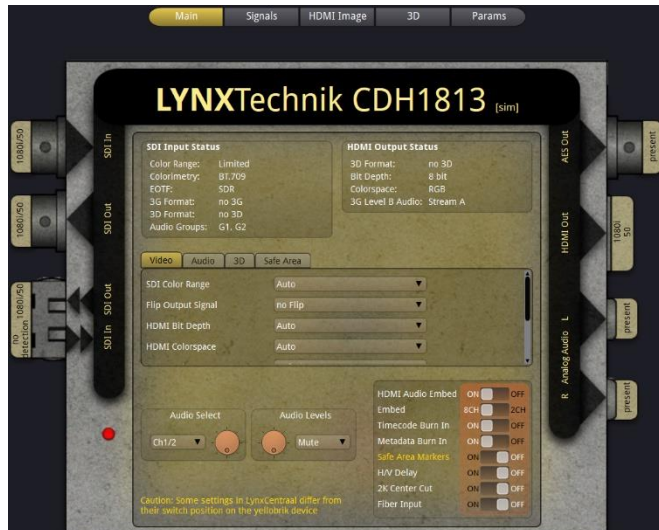 Main Signals HDMI Image 3D Params
LYNXTechnik CDH1813 [sim]
1080i/50
SDI In
1080i/50
SDI Out
1080i/50
SDI Out
no detection
SDI In
SDI Input Status
Color Range: Limited
Colorimetry: BT.709
EOTF: SDR
3G Format: no 3G
3D Format: no 3D
Audio Groups: G1, G2
HDMI Output Status
3D Format: no 3D
Bit Depth: 8 bit
Colorspace: RGB
3G Level B Audio: Stream A
AES Out
present
HDMI Out
1080i
50
L
present
Analog Audio
R
present
Video Audio 3D Safe Area
SDI Color Range Auto
Flip Output Signal no Flip
HDMI Bit Depth Auto
HDMI Colorspace Auto
Audio Select
Ch1/2
Audio Levels
Mute
HDMI Audio Embed ON OFF
Embed 8CH 2CH
Timecode Burn In ON OFF
Metadata Burn In ON OFF
Safe Area Markers ON OFF
H/V Delay ON OFF
2K Center Cut ON OFF
Fiber Input ON OFF
Caution: Some settings in LynxCentraal differ from
their switch position on the yellobrik device